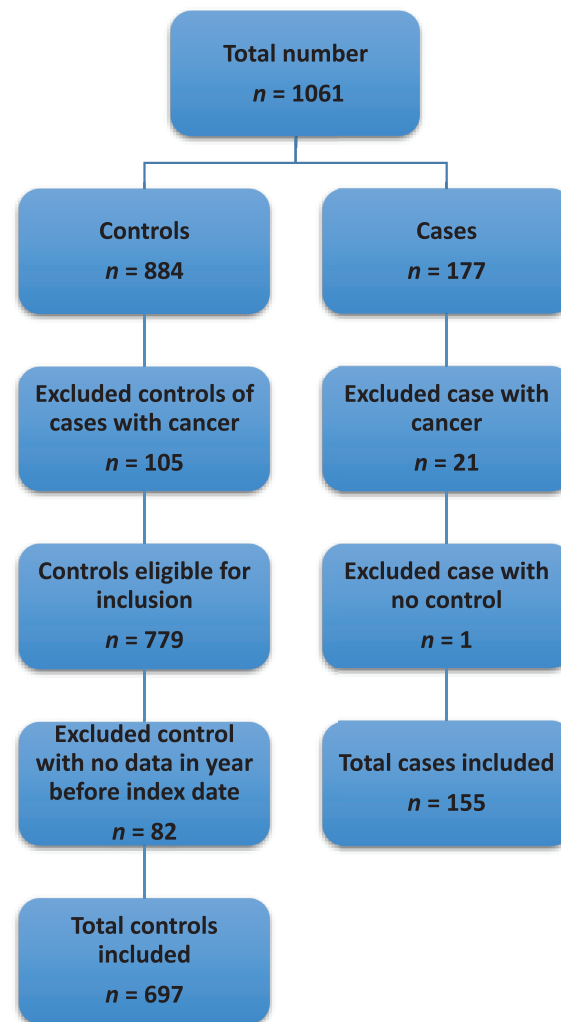 Total number
n = 1061
Controls
n = 884
Cases
n = 177
Excluded controls of
cases with cancer
n = 105
Excluded case with
cancer
n = 21
Controls eligible for
inclusion
n = 779
Excluded case with
no control
n = 1
Excluded control
with no data in year
before index date
n = 82
Total cases included
n = 155
Total controls
included
n = 697